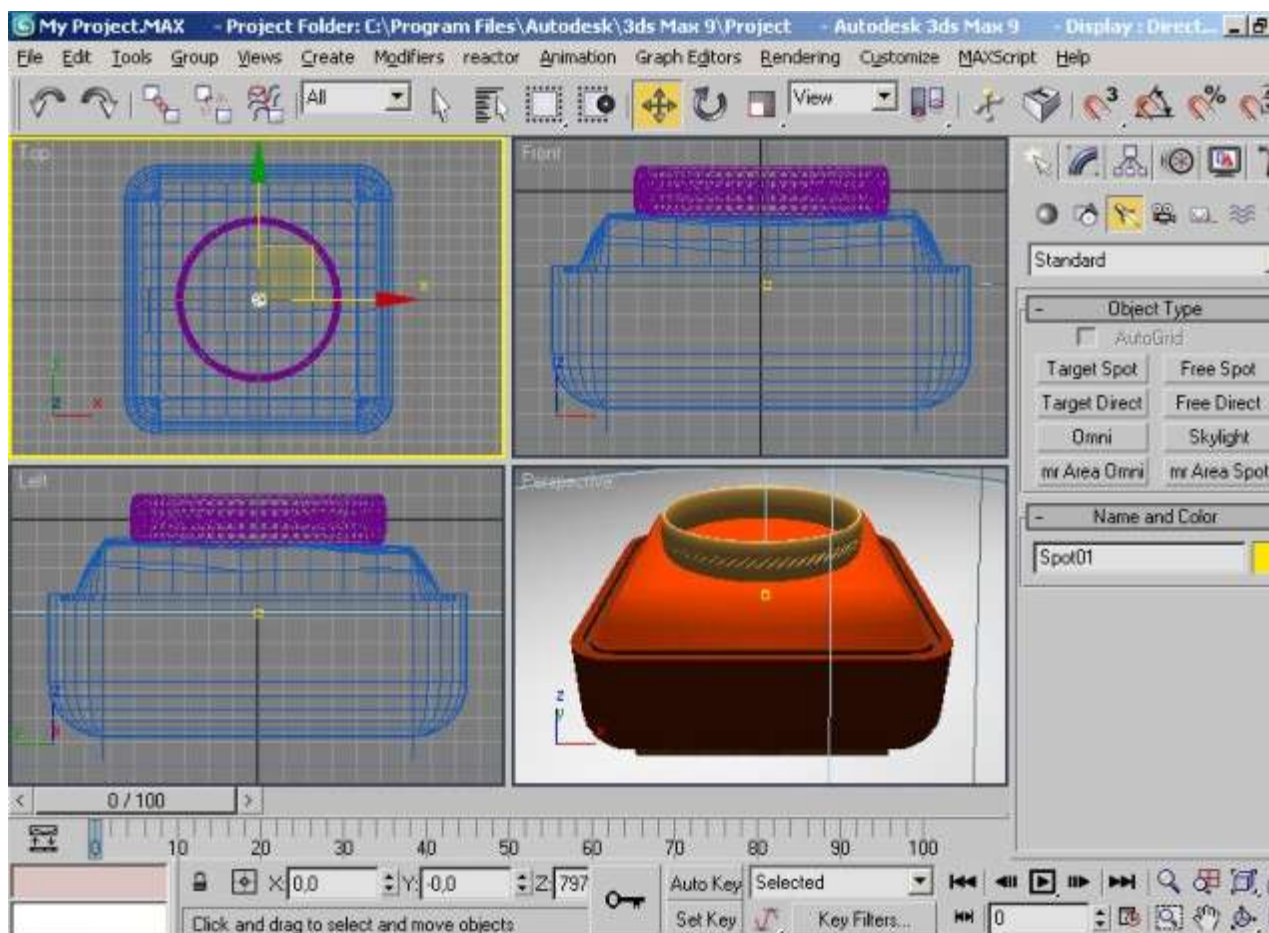 My Project.MAX - Project Folder: C:\Program Files\Autodesk\3ds Max 9\Project - Autodesk 3ds Max 9 - Display : Direct...
File Edit Tools Group Views Create Modifiers reactor Animation Graph Editors Rendering Customize MAXScript Help
All View 3 %
Top Front
Standard
- Object Type
AutoGrid
Target Spot Free Spot
Target Direct Free Direct
Omni Skylight
mr Area Omni mr Area Spot
Left Perspective
- Name and Color
Spot01
< 0 / 100 >
0 10 20 30 40 50 60 70 80 90 100
X: 0,0 Y: -0,0 Z: 797 Auto Key Selected
Click and drag to select and move objects Set Key Key Filters... 0